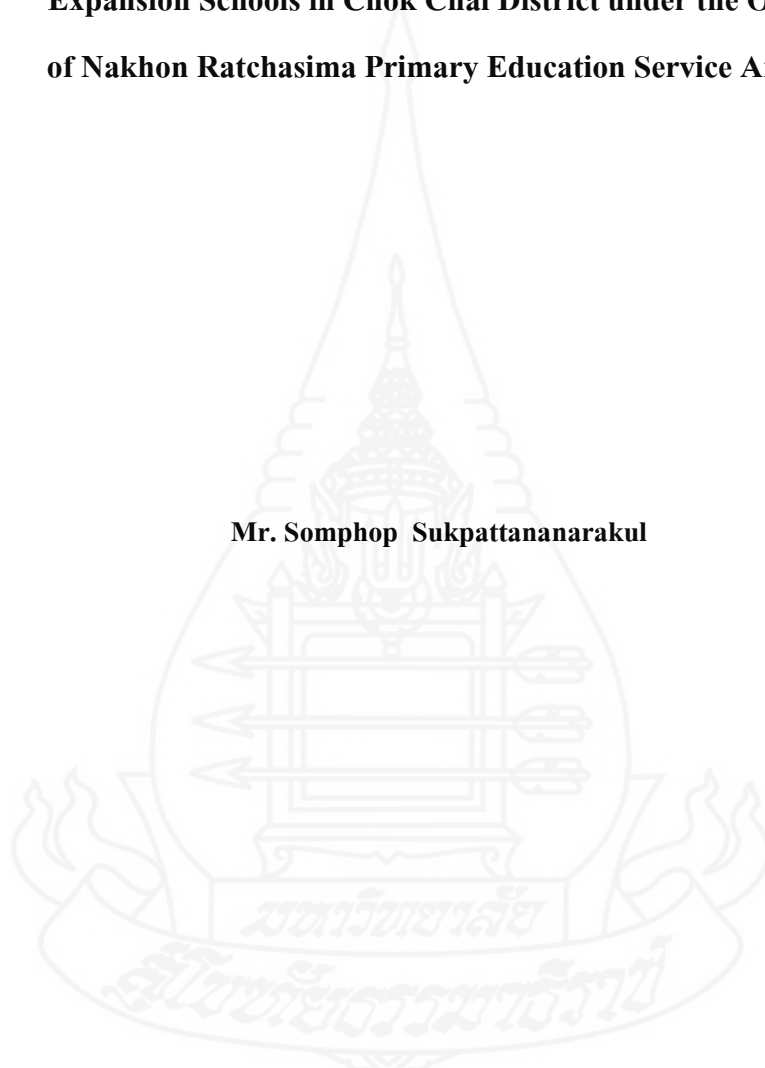 Expansion Schools in Chok Chai District under the O
of Nakhon Ratchasima Primary Education Service A
Mr. Somphop Sukpattananarakul
มหาวิทยาลัย
สุโขทัยธรรมาธิราช